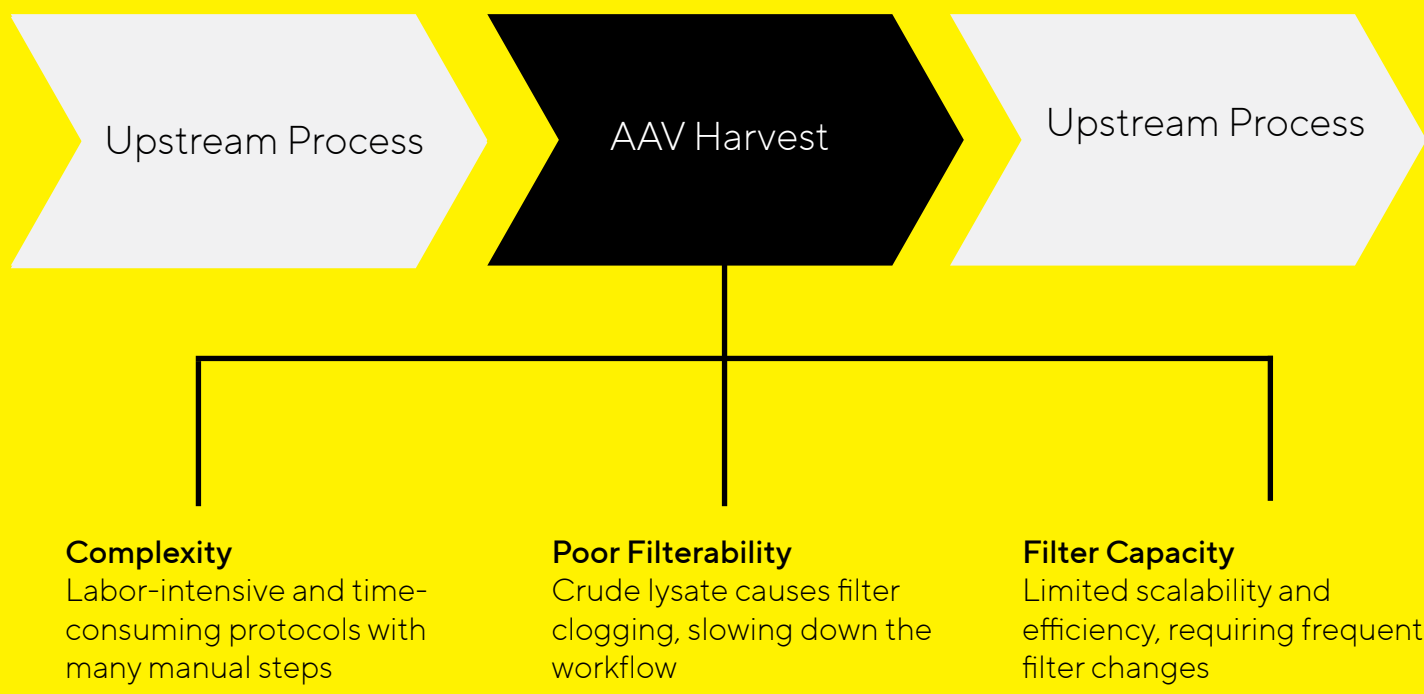 Upstream Process
AAV Harvest
Upstream Process
Complexity
Labor-intensive and time-
consuming protocols with
many manual steps
Poor Filterability
Crude lysate causes filter
clogging, slowing down the
workflow
Filter Capacity
Limited scalability and
efficiency, requiring frequent
filter changes